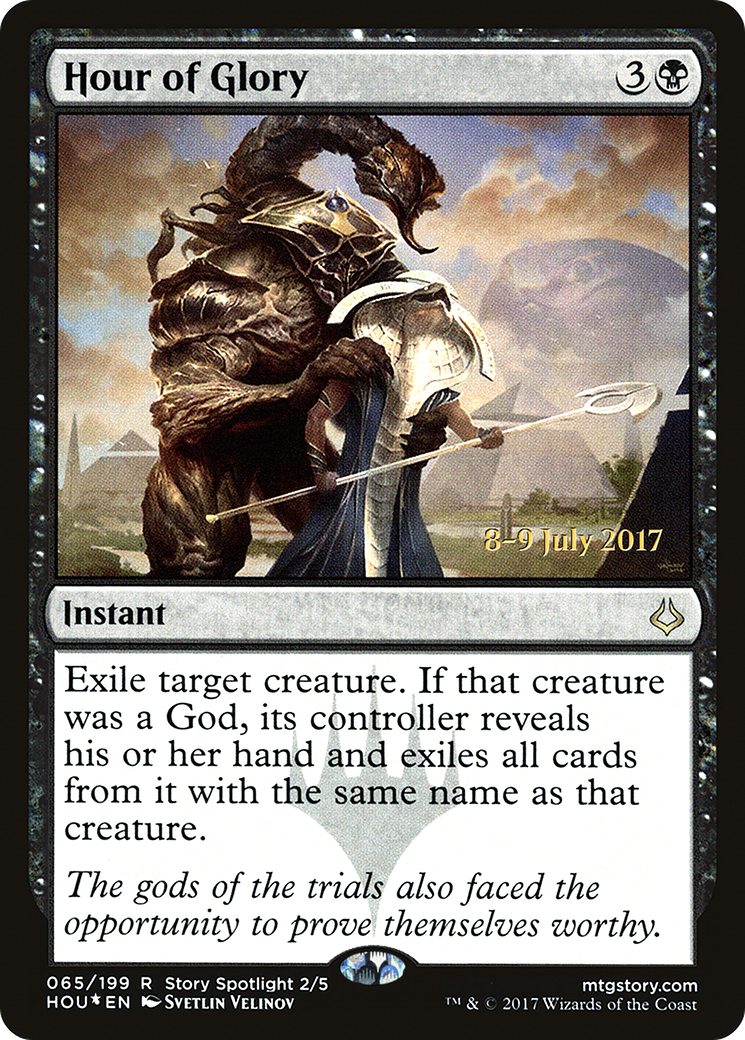 Hour of Glory 3
8–9 July 2017
Instant
Exile target creature. If that creature
was a God, its controller reveals
his or her hand and exiles all cards
from it with the same name as that
creature.
The gods of the trials also faced the
opportunity to prove themselves worthy.
065/199 R Story Spotlight 2/5
mtgstory.com
HOU★EN Svetlin Velinov
™ & © 2017 Wizards of the Coast